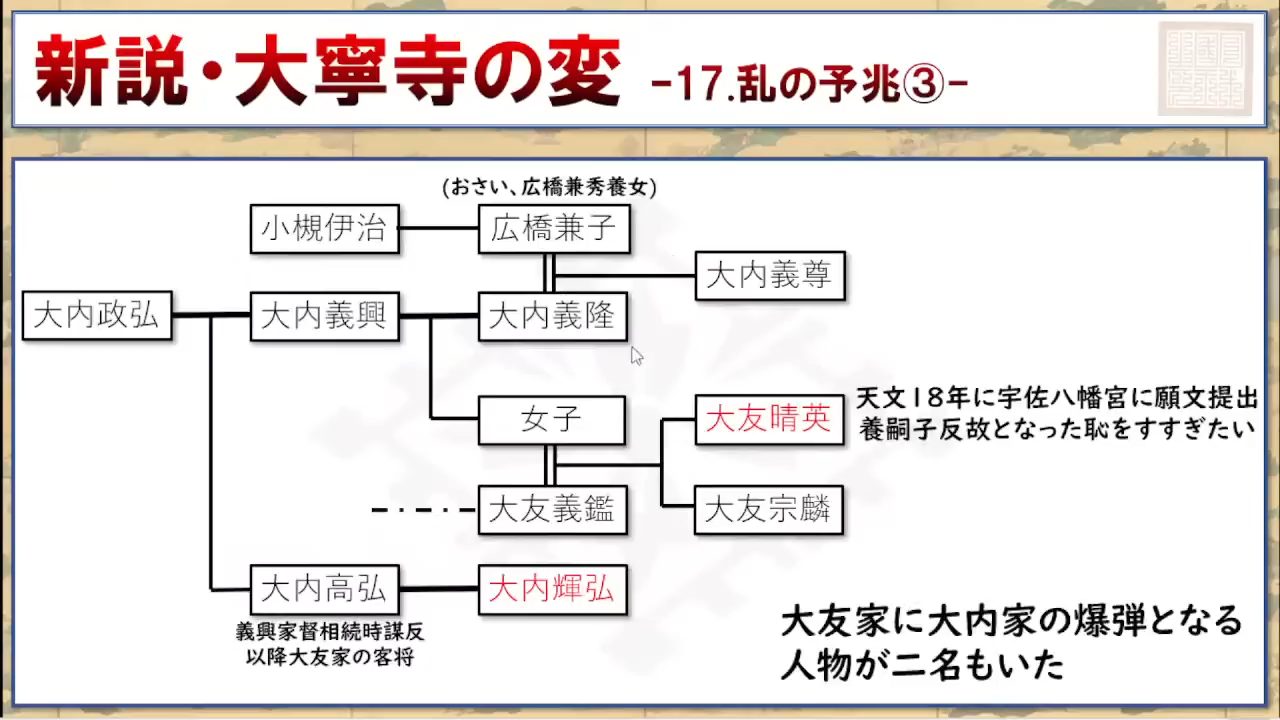 新説・大寧寺の変 -17.乱の予兆③-
(おさい、広橋兼秀養女)
小槻伊治
広橋兼子
大内義尊
大内政弘
大内義興
大内義隆
女子
大友晴英
天文18年に宇佐八幡宮に願文提出
養嗣子反故となった恥をすすぎたい
大友義鑑
大友宗麟
大内高弘
大内輝弘
義興家督相続時謀反
以降大友家の客将
大友家に大内家の爆弾となる
人物が二名もいた